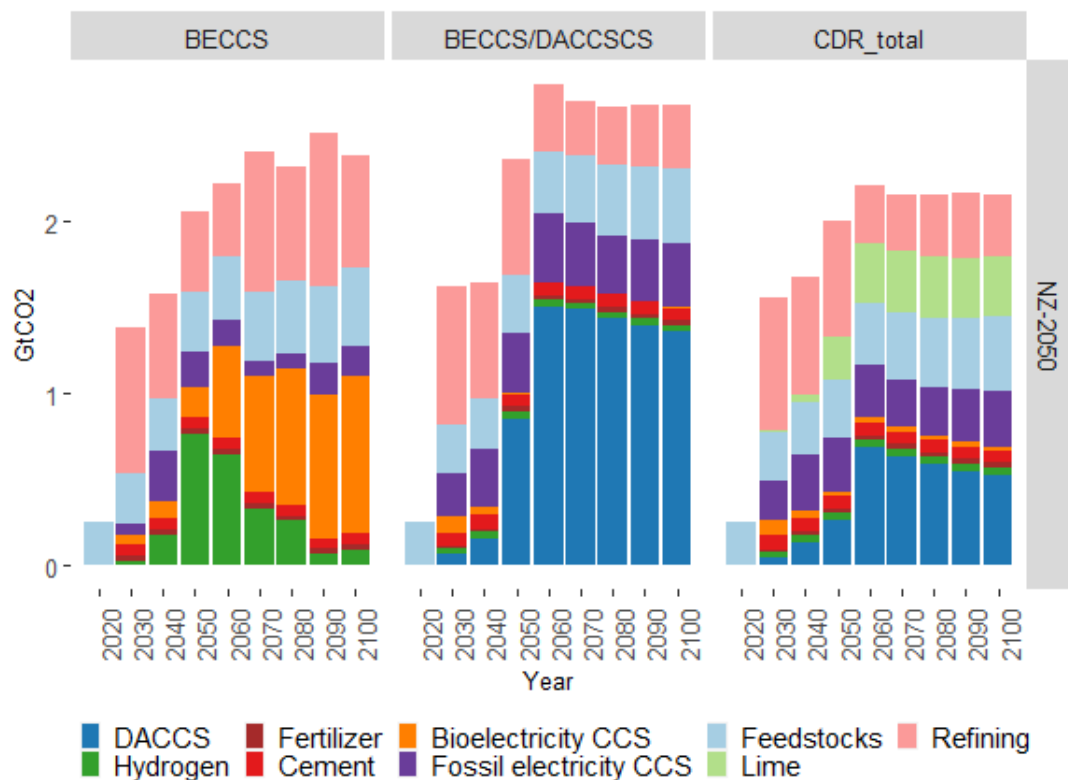 BECCS BECCS/DACCSCS CDR_total
NZ-2050
GtCO2
2
1
0
2020 2030 2040 2050 2060 2070 2080 2090 2100 2020 2030 2040 2050 2060 2070 2080 2090 2100 2020 2030 2040 2050 2060 2070 2080 2090 2100
Year
DACCS Fertilizer Bioelectricity CCS Feedstocks Refining
Hydrogen Cement Fossil electricity CCS Lime